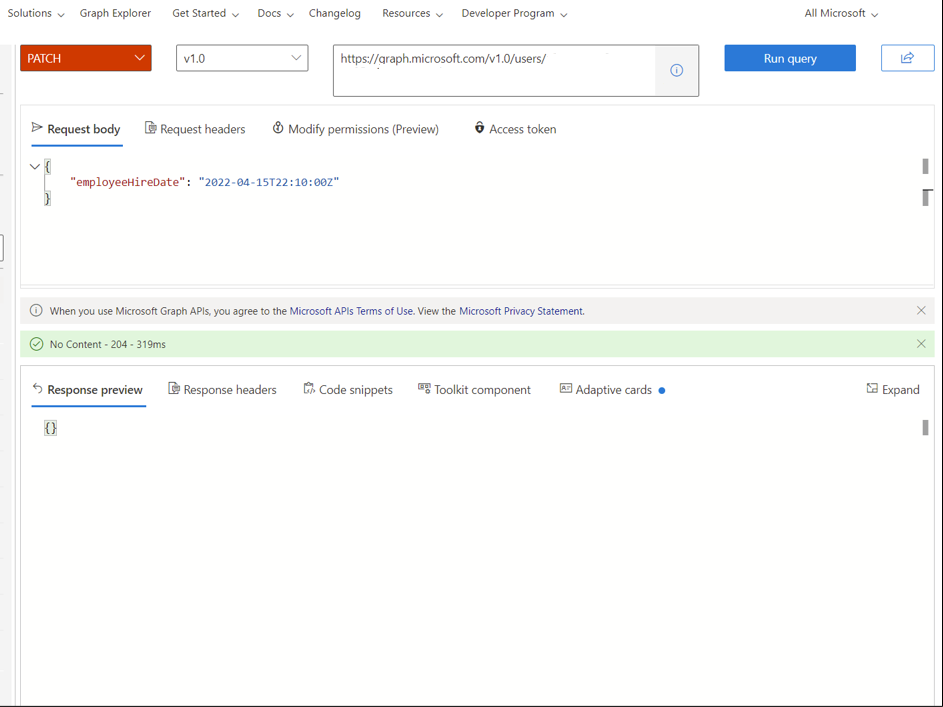 Solutions Graph Explorer Get Started Docs Changelog Resources Developer Program All Microsoft
PATCH v1.0 https://graph.microsoft.com/v1.0/users/ Run query
Request body Request headers Modify permissions (Preview) Access token
{
"employeeHireDate": "2022-04-15T22:10:00Z"
}
When you use Microsoft Graph APIs, you agree to the Microsoft APIs Terms of Use. View the Microsoft Privacy Statement.
No Content - 204 - 319ms
Response preview Response headers Code snippets Toolkit component Adaptive cards Expand
{}